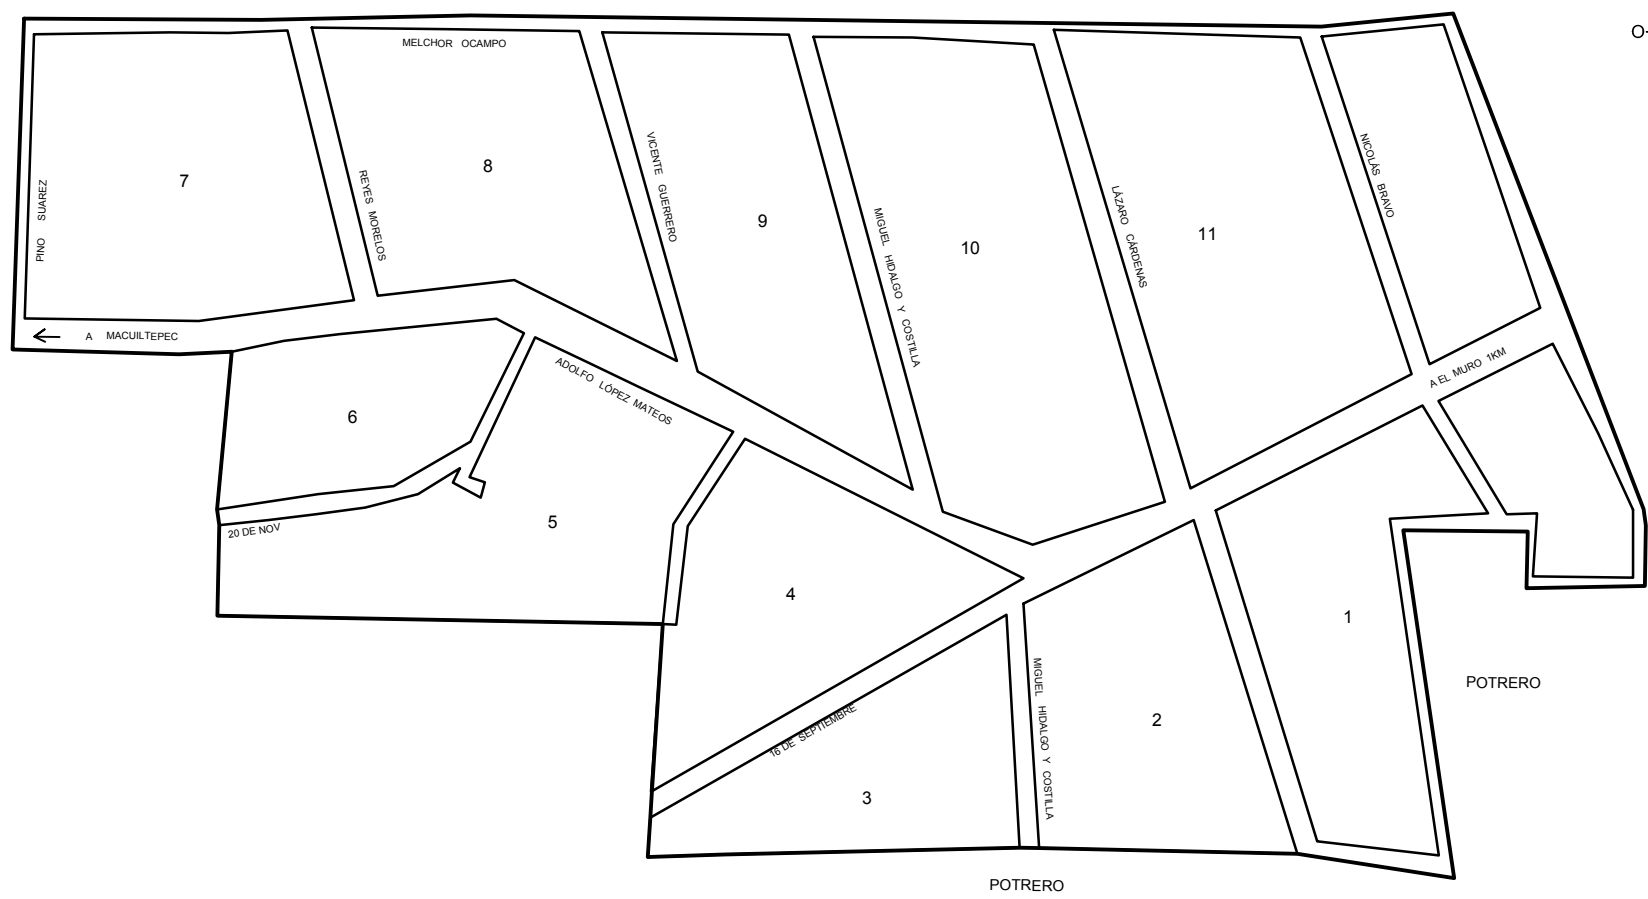 O-
MELCHOR OCAMPO
PINO SUAREZ
7
REYES MORELOS
8
VICENTE GUERRERO
9
MIGUEL HIDALGO Y COSTILLA
10
LÁZARO CÁRDENAS
11
NICOLÁS BRAVO
A MACUILTEPEC
ADOLFO LÓPEZ MATEOS
A EL MURO 1KM
6
20 DE NOV
5
4
1
16 DE SEPTIEMBRE
MIGUEL HIDALGO Y COSTILLA
2
POTRERO
3
POTRERO